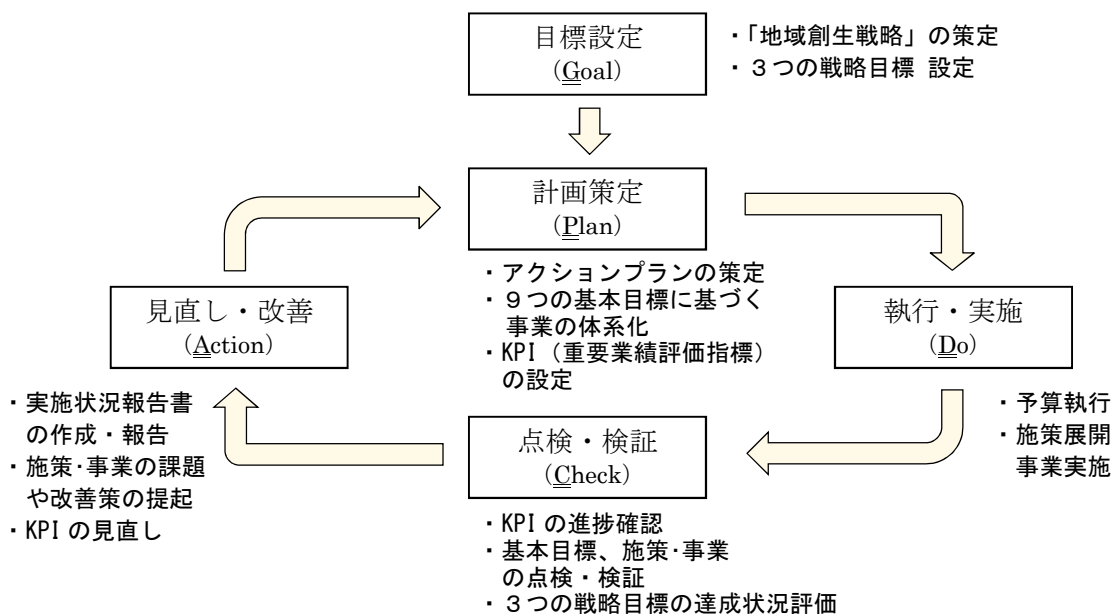 目標設定
(Goal)
・「地域創生戦略」の策定
・３つの戦略目標 設定
計画策定
(Plan)
・アクションプランの策定
・９つの基本目標に基づく
事業の体系化
・KPI（重要業績評価指標）
の設定
執行・実施
(Do)
・予算執行
・施策展開
事業実施
点検・検証
(Check)
・KPI の進捗確認
・基本目標、施策･事業
の点検・検証
・３つの戦略目標の達成状況評価
見直し・改善
(Action)
・実施状況報告書
の作成・報告
・施策･事業の課題
や改善策の提起
・KPI の見直し